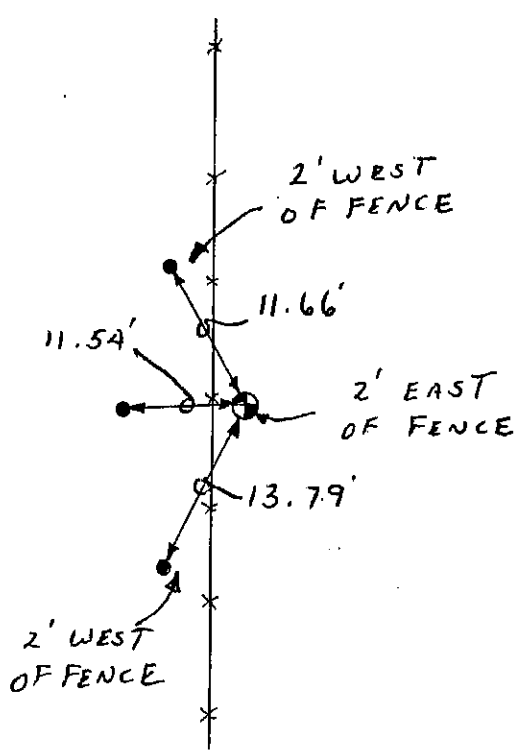 2' WEST
OF FENCE
11.66'
11.54'
2' EAST
OF FENCE
13.79'
2' WEST
OF FENCE